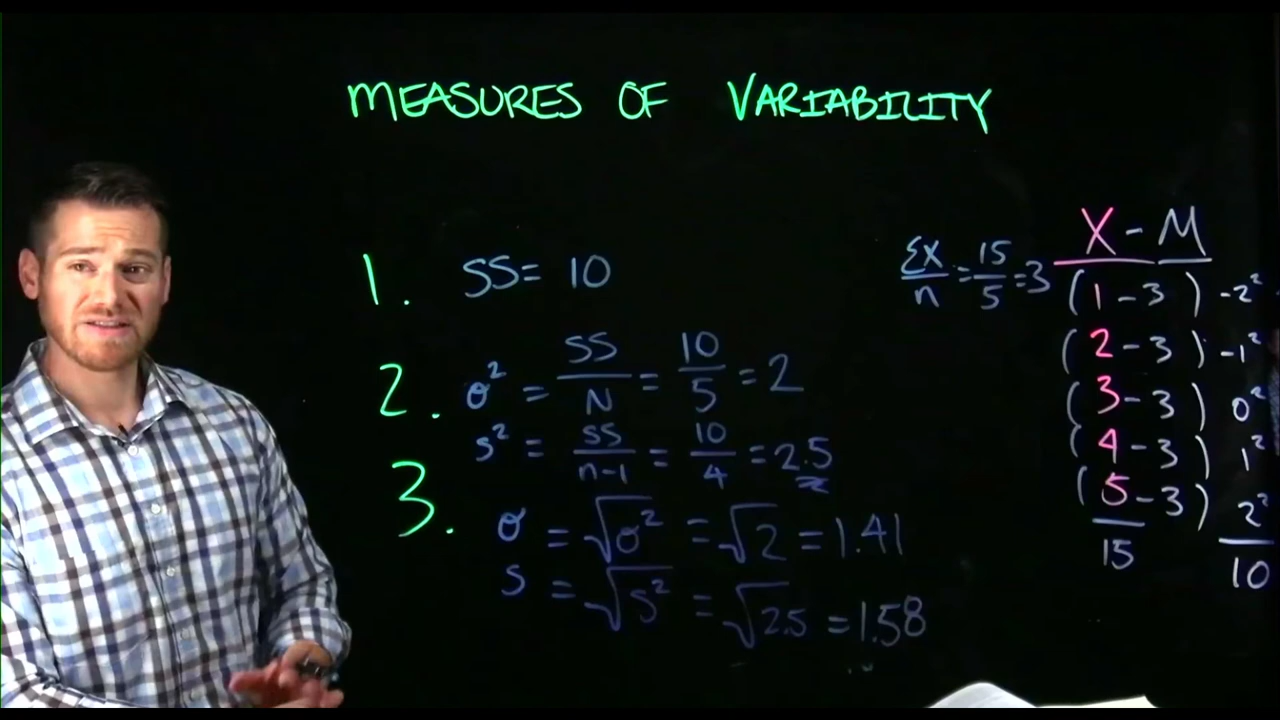 MEASURES OF VARIABILITY
1. SS = 10
2. σ² = SS/N = 10/5 = 2
s² = SS/n-1 = 10/4 = 2.5
3. σ = √σ² = √2 = 1.41
s = √s² = √2.5 = 1.58
X - M
ΣX/n = 15/5 = 3
(1 - 3) -2²
(2 - 3) -1²
(3 - 3) 0²
(4 - 3) 1²
(5 - 3) 2²
15 10